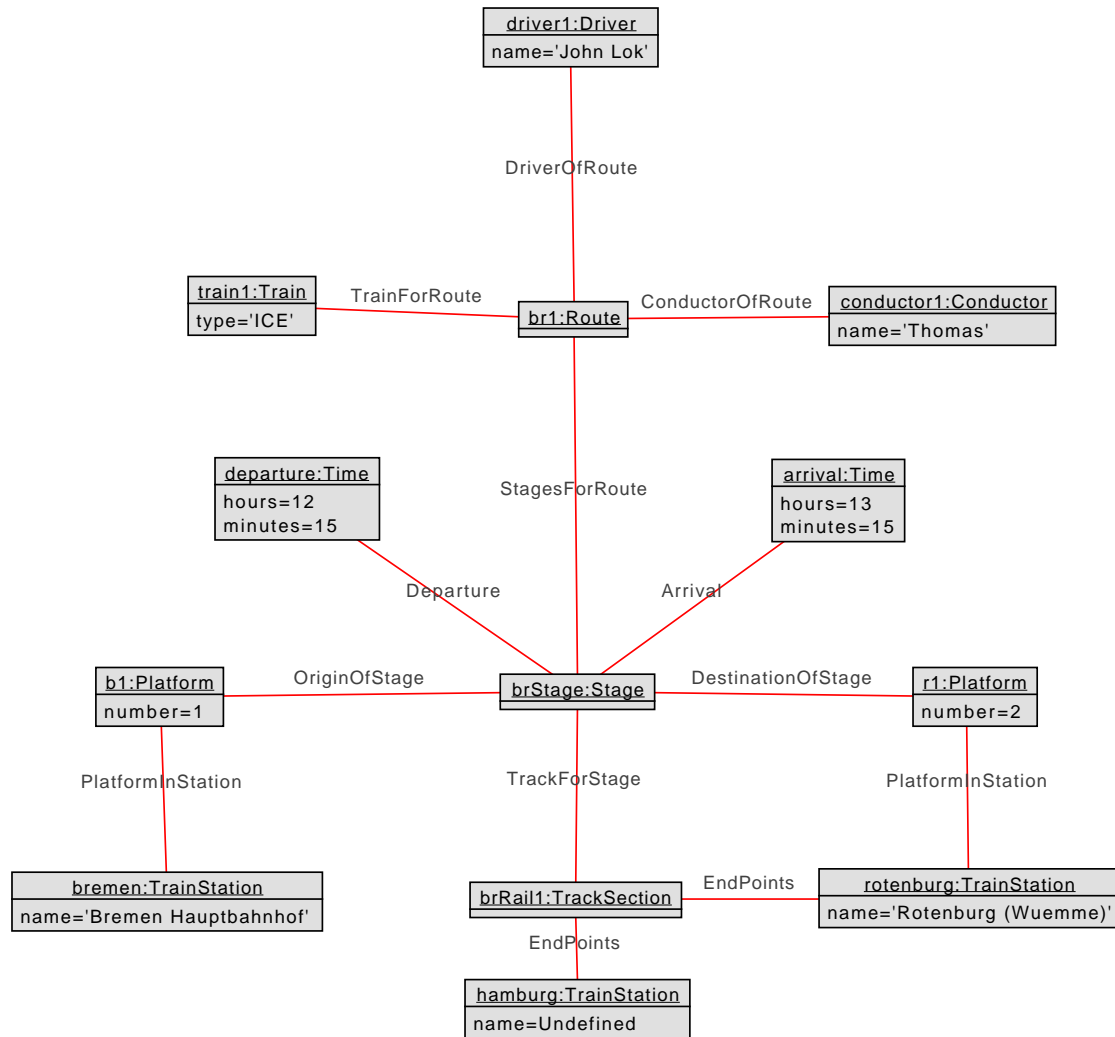 driver1:Driver
name='John Lok'
DriverOfRoute
train1:Train
type='ICE'
TrainForRoute
br1:Route
ConductorOfRoute
conductor1:Conductor
name='Thomas'
departure:Time
hours=12
minutes=15
StagesForRoute
arrival:Time
hours=13
minutes=15
Departure
Arrival
b1:Platform
number=1
OriginOfStage
brStage:Stage
DestinationOfStage
r1:Platform
number=2
PlatformInStation
TrackForStage
PlatformInStation
bremen:TrainStation
name='Bremen Hauptbahnhof'
brRail1:TrackSection
EndPoints
rotenburg:TrainStation
name='Rotenburg (Wuemme)'
EndPoints
hamburg:TrainStation
name=Undefined